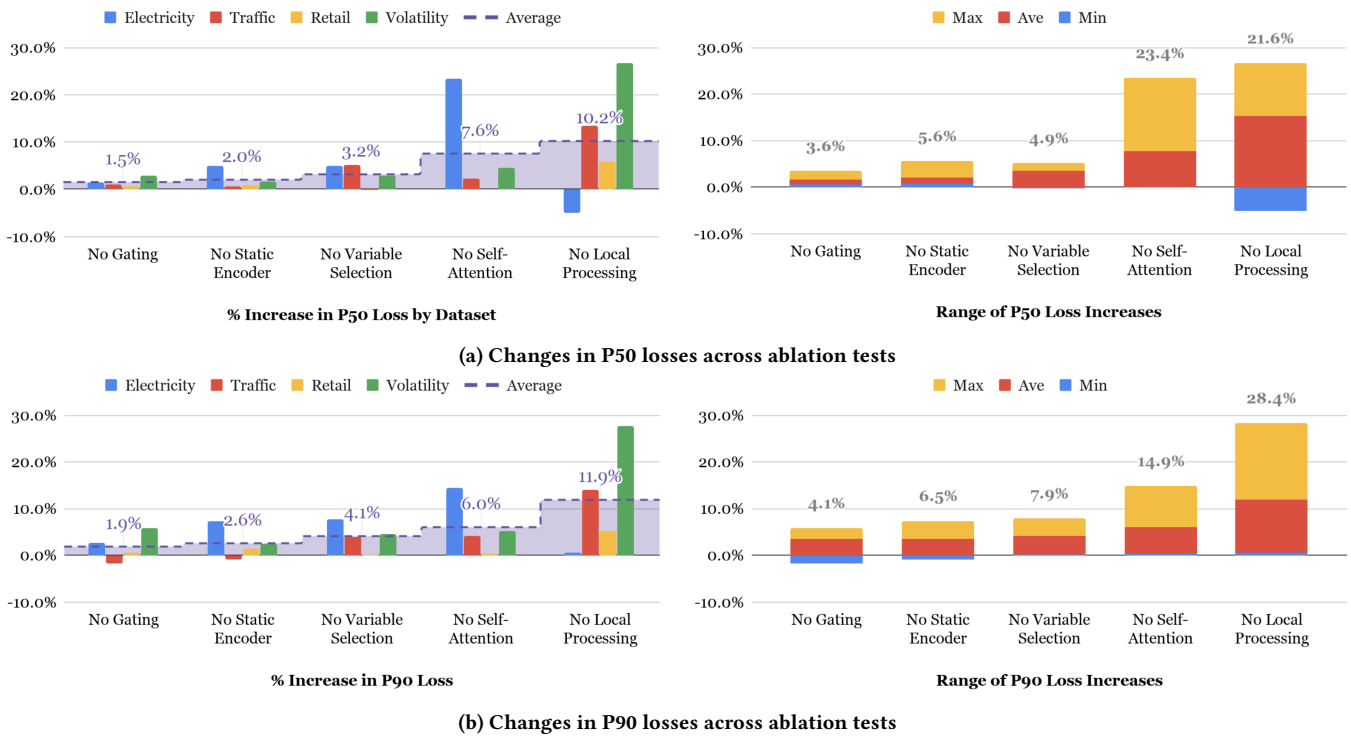 Electricity Traffic Retail Volatility Average
30.0%
20.0%
10.0%
0.0%
-10.0%
1.5%
2.0%
3.2%
7.6%
10.2%
No Gating
No Static Encoder
No Variable Selection
No Self-Attention
No Local Processing
% Increase in P50 Loss by Dataset
Max Ave Min
30.0%
20.0%
10.0%
0.0%
-10.0%
3.6%
5.6%
4.9%
23.4%
21.6%
No Gating
No Static Encoder
No Variable Selection
No Self-Attention
No Local Processing
Range of P50 Loss Increases
(a) Changes in P50 losses across ablation tests
Electricity Traffic Retail Volatility Average
30.0%
20.0%
10.0%
0.0%
-10.0%
1.9%
2.6%
4.1%
6.0%
11.9%
No Gating
No Static Encoder
No Variable Selection
No Self-Attention
No Local Processing
% Increase in P90 Loss
Max Ave Min
30.0%
20.0%
10.0%
0.0%
-10.0%
4.1%
6.5%
7.9%
14.9%
28.4%
No Gating
No Static Encoder
No Variable Selection
No Self-Attention
No Local Processing
Range of P90 Loss Increases
(b) Changes in P90 losses across ablation tests